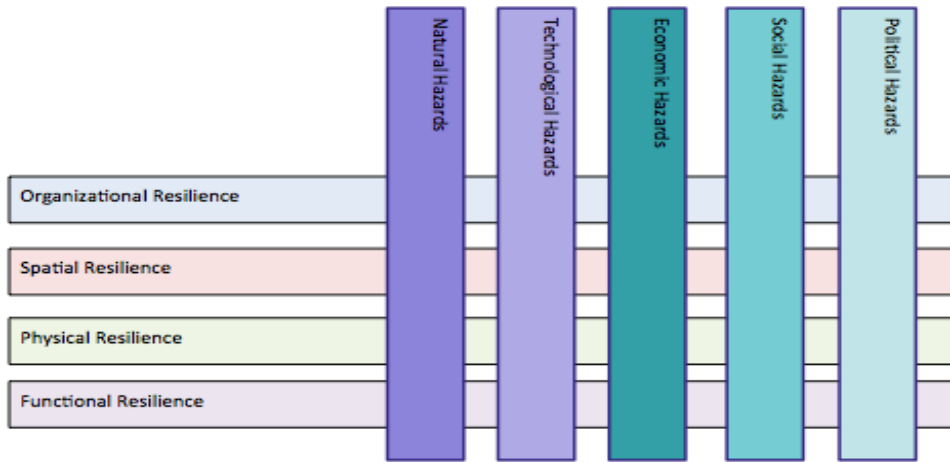 Natural Hazards
Technological Hazards
Economic Hazards
Social Hazards
Political Hazards
Organizational Resilience
Spatial Resilience
Physical Resilience
Functional Resilience